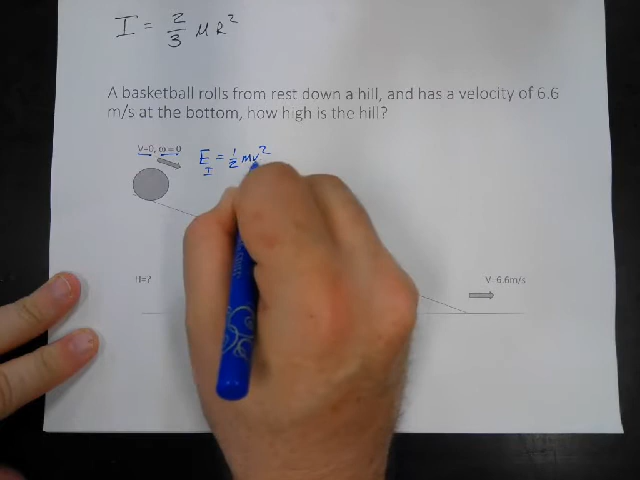 I = 2/3 MR²
A basketball rolls from rest down a hill, and has a velocity of 6.6
m/s at the bottom, how high is the hill?
V=0, ω=0
E_I = 1/2 mv²
H=?
V: 6.6m/s